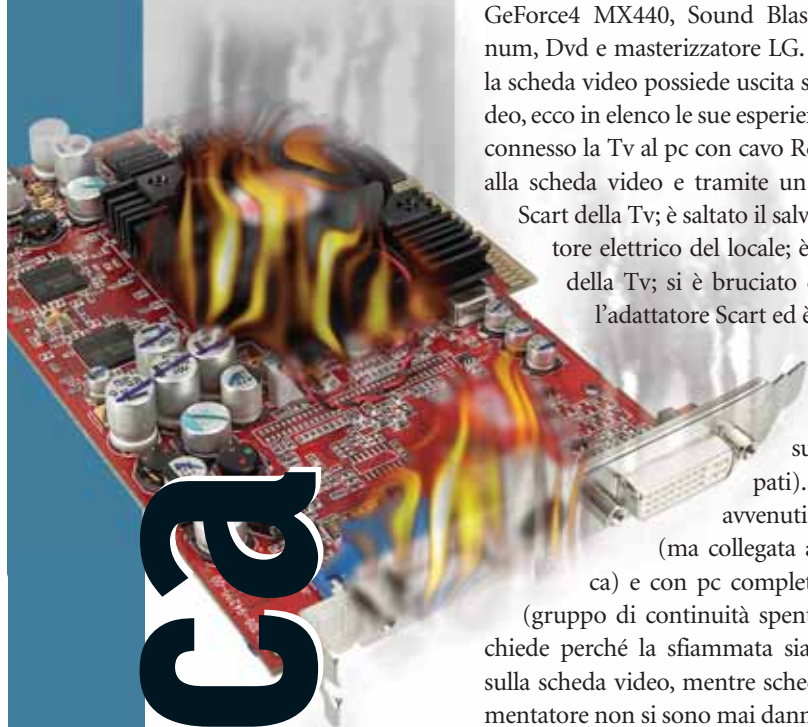 GeForce4 MX440, Sound Blas
num, Dvd e masterizzatore LG.
la scheda video possiede uscita s
deo, ecco in elenco le sue esperien
connesso la Tv al pc con cavo R
alla scheda video e tramite un
Scart della Tv; è saltato il salv
tore elettrico del locale; è
della Tv; si è bruciato
l'adattatore Scart ed è
su
pati).
avvenuti
(ma collegata a
ca) e con pc complet
(gruppo di continuità spent
chiede perché la sfiammata sia
sulla scheda video, mentre sched
mentatore non si sono mai dann
ca